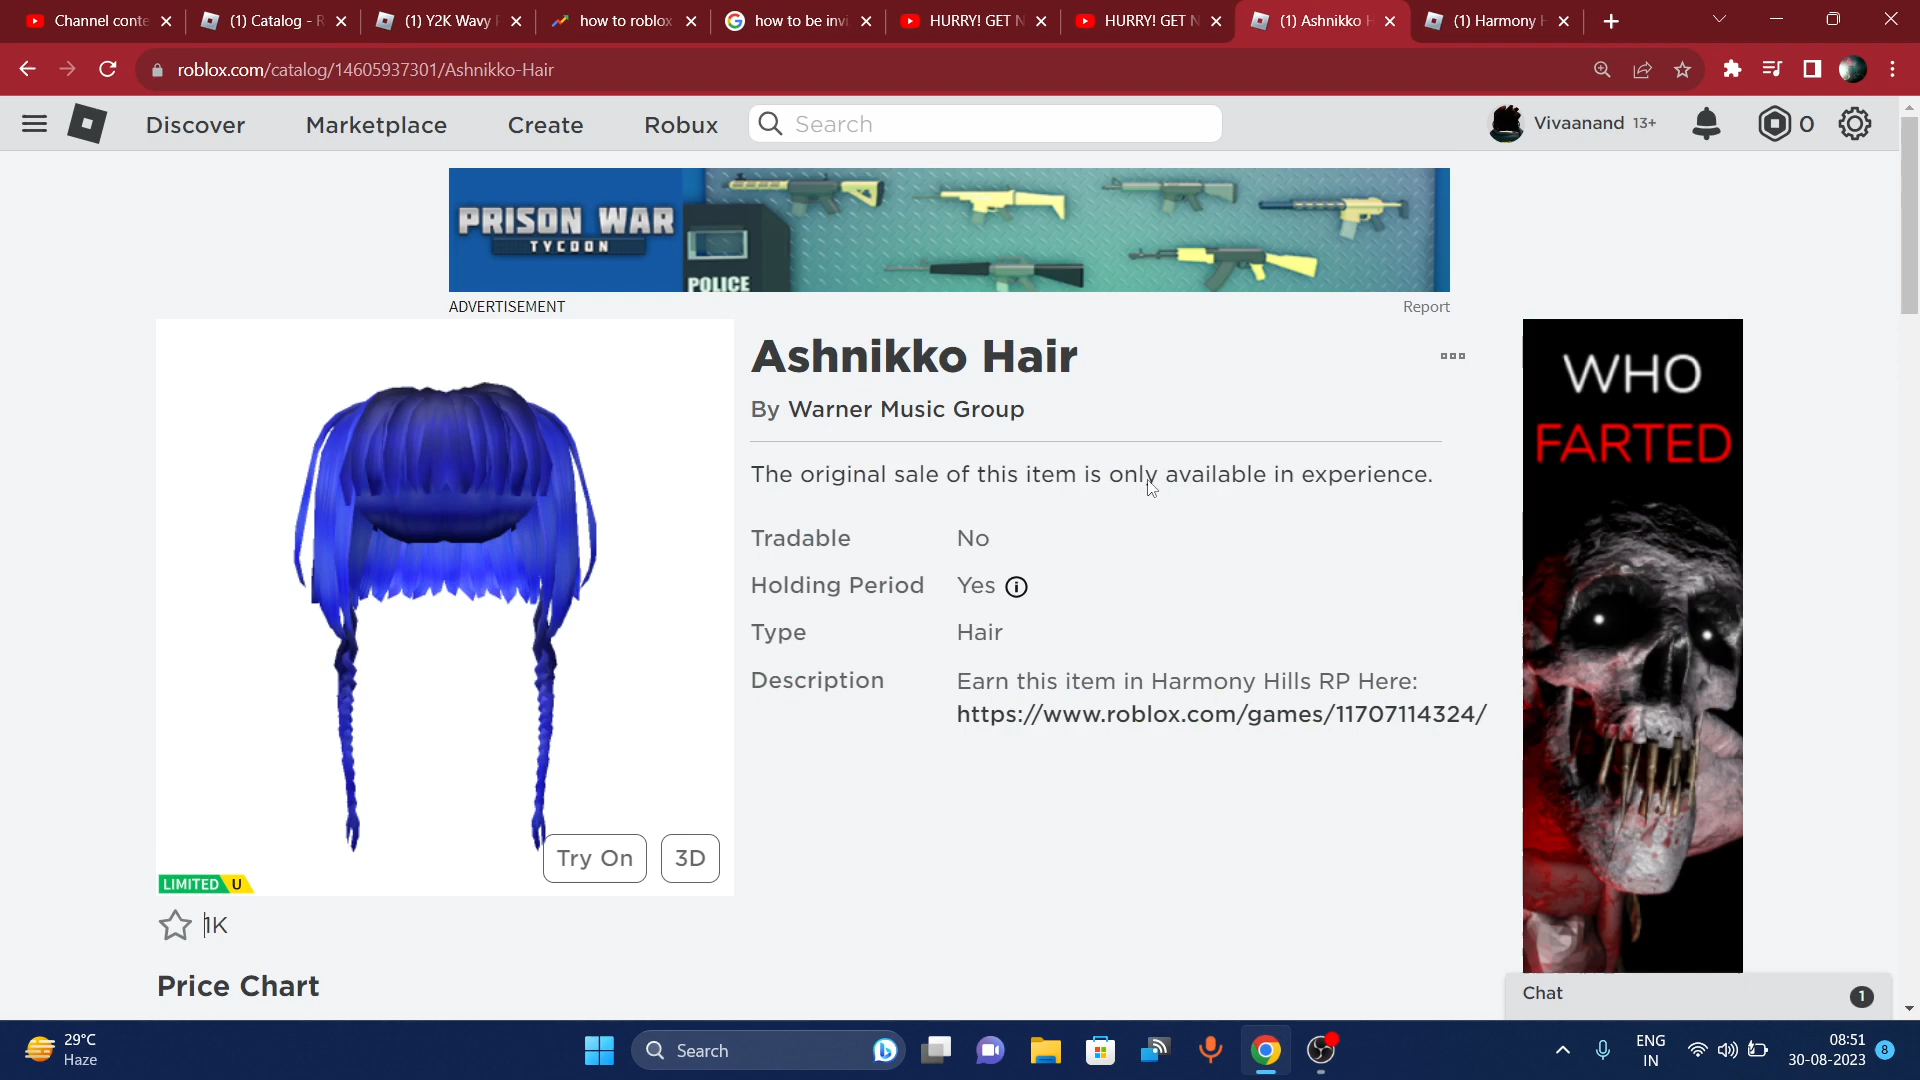 Channel conte
(1) Catalog - R
(1) Y2K Wavy
how to roblox
how to be invi
HURRY! GET N
HURRY! GET N
(1) Ashnikko H
(1) Harmony H
roblox.com/catalog/14605937301/Ashnikko-Hair
Discover
Marketplace
Create
Robux
Search
Vivaanand 13+
0
PRISON WAR
TYCOON
POLICE
ADVERTISEMENT
Report
Ashnikko Hair
By Warner Music Group
The original sale of this item is only available in experience.
Tradable No
Holding Period Yes
Type Hair
Description Earn this item in Harmony Hills RP Here:
https://www.roblox.com/games/11707114324/
Try On
3D
LIMITED U
1K
Price Chart
WHO
FARTED
Chat 1
29°C
Haze
Search
ENG
IN
08:51
30-08-2023
8